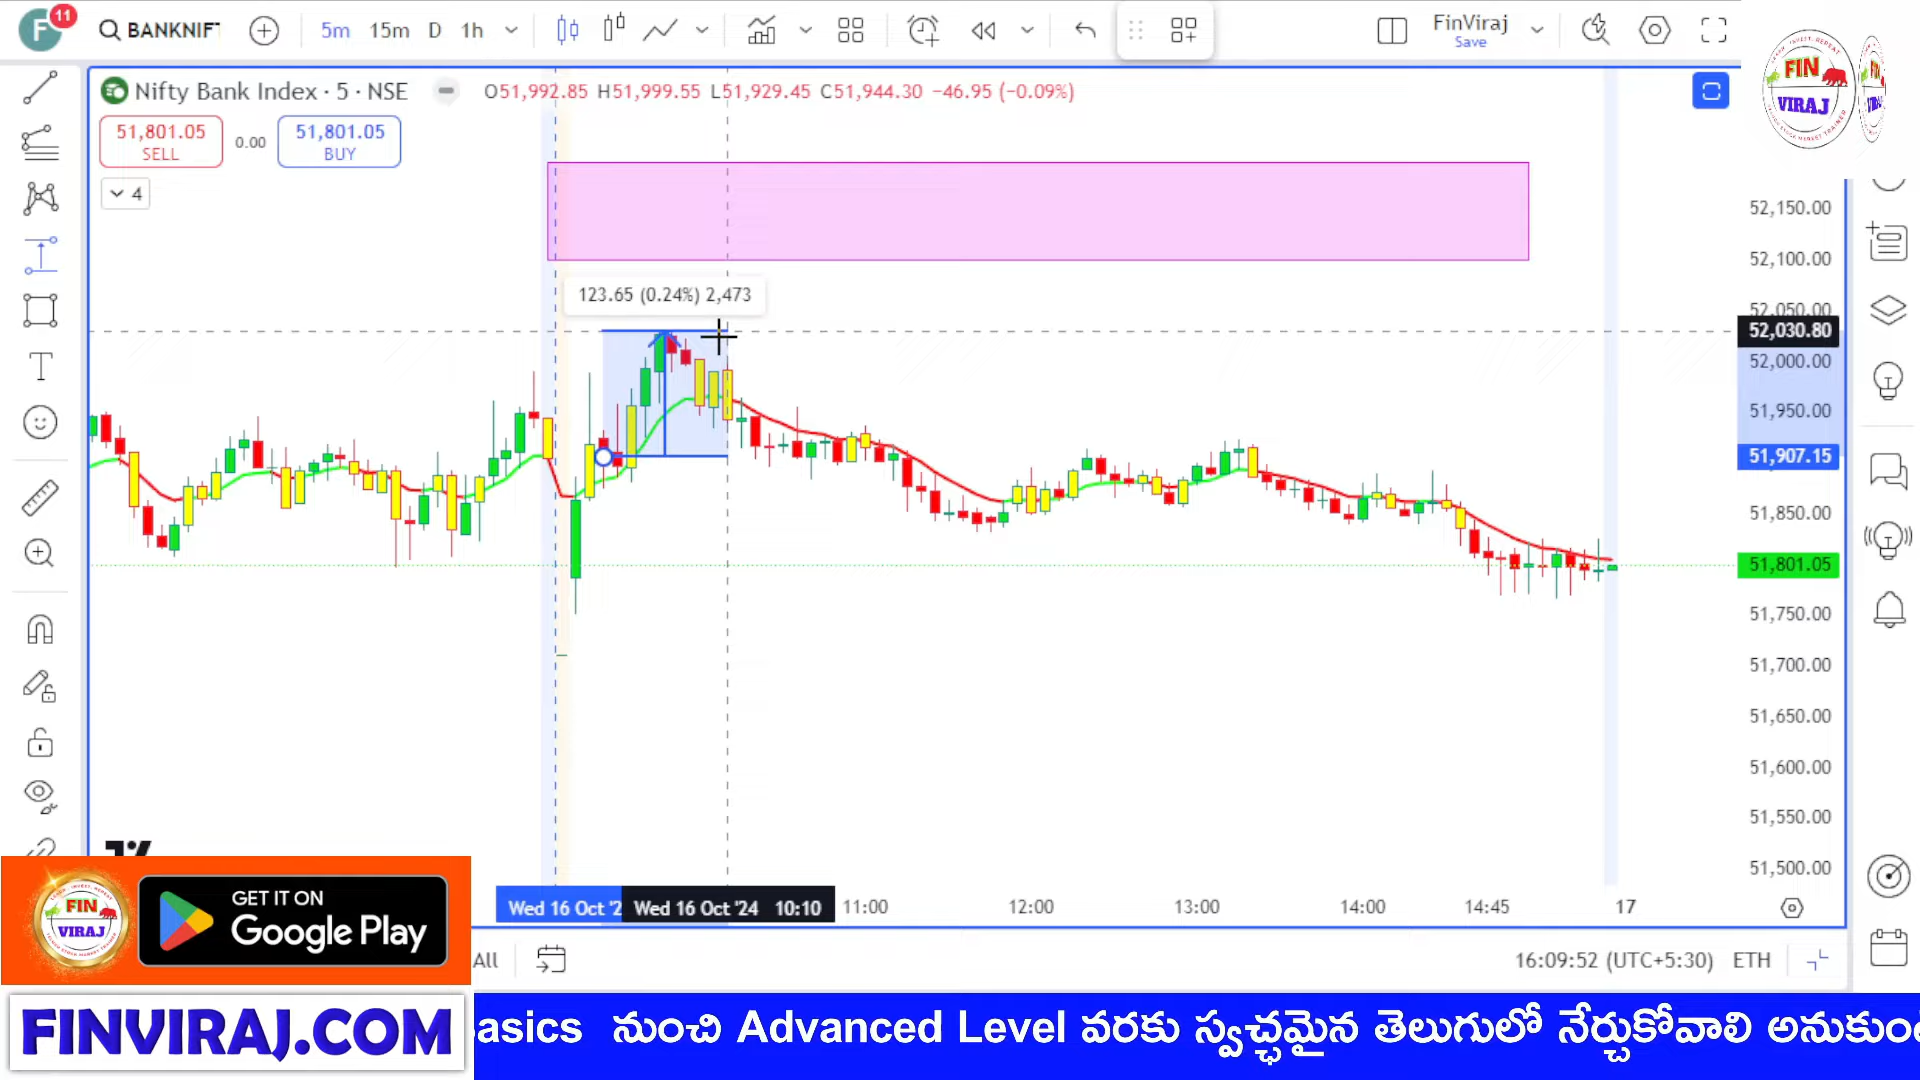 F
11
BANKNIFT
5m 15m D 1h
FinViraj
Save
FIN
VIRAJ
Nifty Bank Index · 5 · NSE
O51,992.85 H51,999.55 L51,929.45 C51,944.30 −46.95 (−0.09%)
51,801.05
SELL
0.00
51,801.05
BUY
4
123.65 (0.24%) 2,473
52,150.00
52,100.00
52,050.00
52,030.80
52,000.00
51,950.00
51,907.15
51,850.00
51,801.05
51,750.00
51,700.00
51,650.00
51,600.00
51,550.00
51,500.00
Wed 16 Oct '2
Wed 16 Oct '24 10:10
11:00 12:00 13:00 14:00 14:45 17
All
16:09:52 (UTC+5:30) ETH
FIN
VIRAJ
GET IT ON
Google Play
FINVIRAJ.COM
asics నుంచి Advanced Level వరకు స్వచ్ఛమైన తెలుగులో నేర్చుకోవాలి అనుకుం